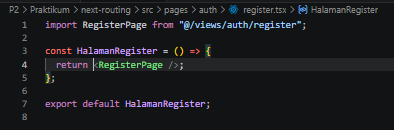 P2 > Praktikum > next-routing > src > pages > auth > register.tsx > HalamanRegister
1 import RegisterPage from "@/views/auth/register";
2
3 const HalamanRegister = () => {
4   return <RegisterPage />;
5 };
6
7 export default HalamanRegister;
8